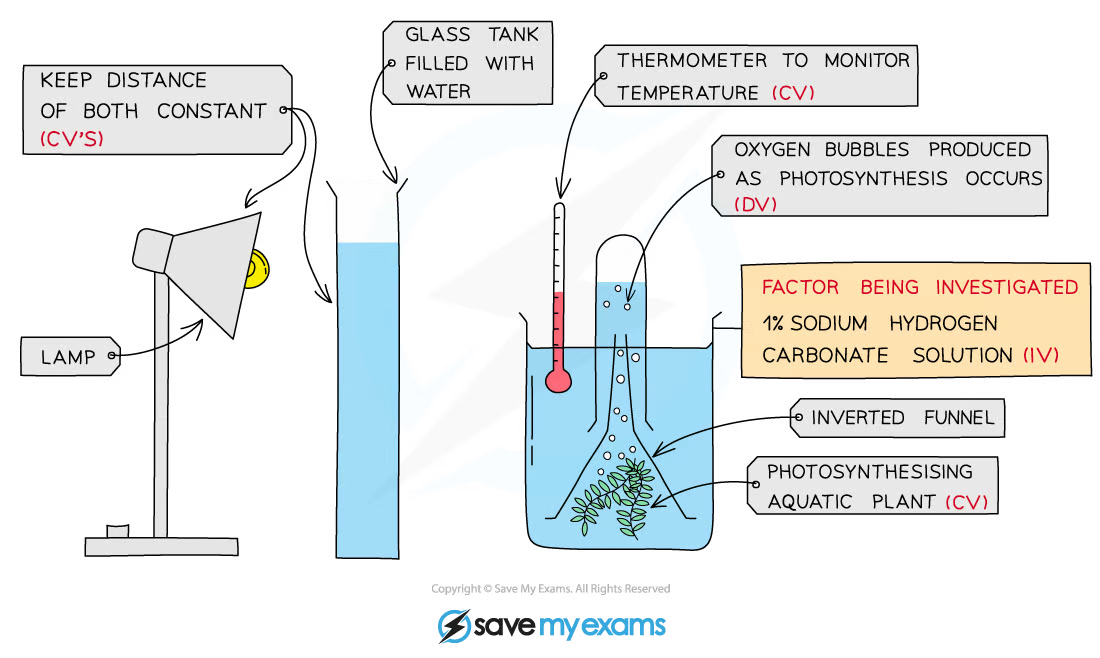 KEEP DISTANCE
OF BOTH CONSTANT
(CV'S)
GLASS TANK
FILLED WITH
WATER
THERMOMETER TO MONITOR
TEMPERATURE (CV)
OXYGEN BUBBLES PRODUCED
AS PHOTOSYNTHESIS OCCURS
(DV)
FACTOR BEING INVESTIGATED
1% SODIUM HYDROGEN
CARBONATE SOLUTION (IV)
LAMP
INVERTED FUNNEL
PHOTOSYNTHESISING
AQUATIC PLANT (CV)
Copyright © Save My Exams. All Rights Reserved
save my exams